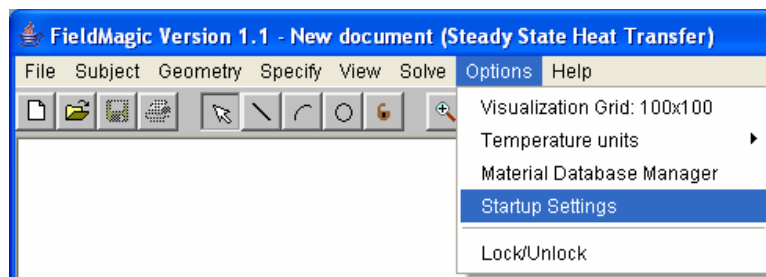 FieldMagic Version 1.1 - New document (Steady State Heat Transfer)
File Subject Geometry Specify View Solve Options Help
Visualization Grid: 100x100
Temperature units
Material Database Manager
Startup Settings
Lock/Unlock